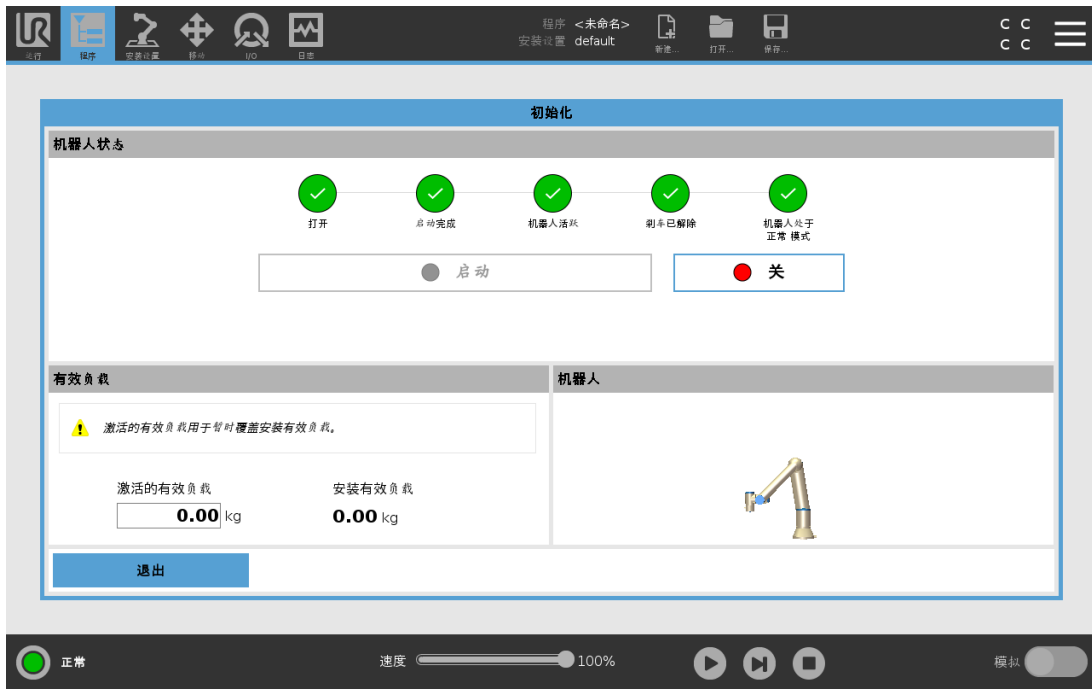 UR
运行
程序
安装设置
移动
I/O
日志
程序 <未命名>
安装设置 default
新建...
打开...
保存...
C C
C C
初始化
机器人状态
打开
启动完成
机器人活跃
刹车已解除
机器人处于
正常 模式
启动
关
有效负载
机器人
激活的有效负载用于暂时覆盖安装有效负载。
激活的有效负载
安装有效负载
0.00 kg
0.00 kg
退出
正常
速度
100%
模拟